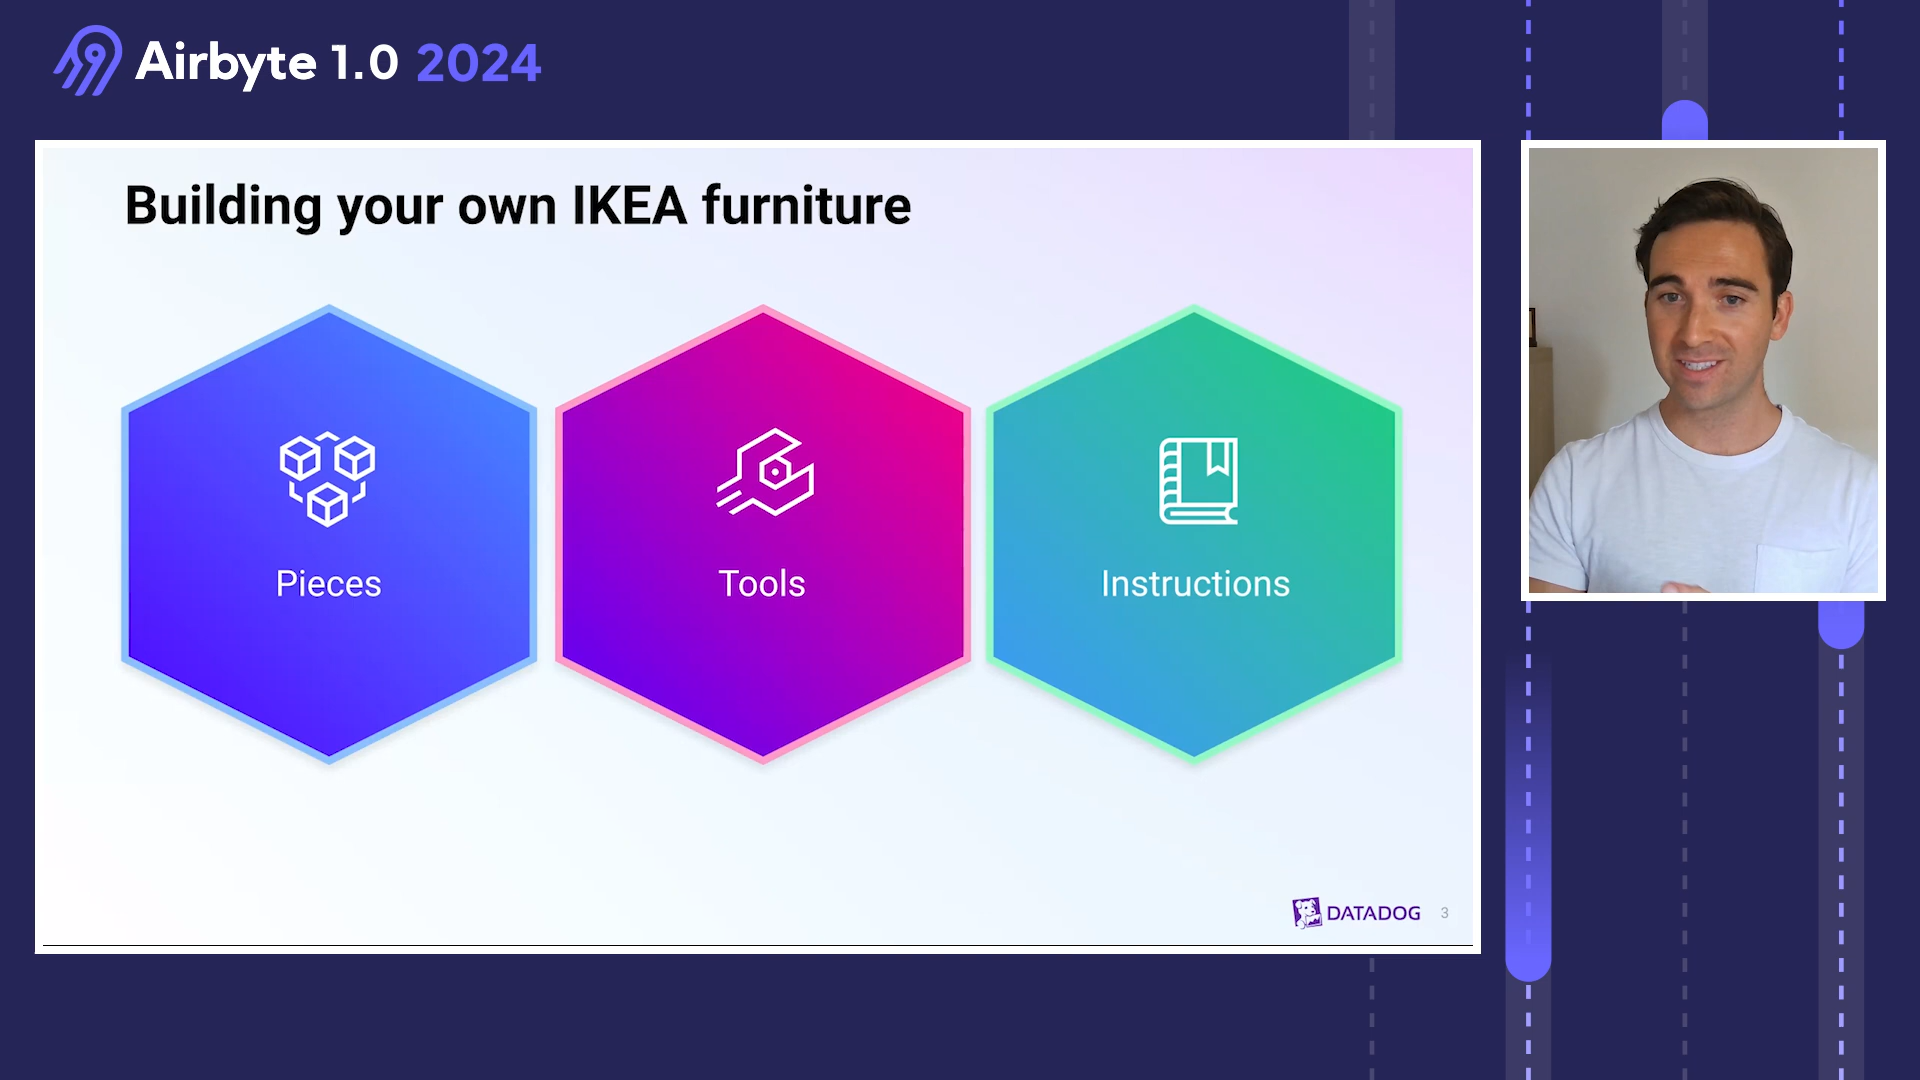 Airbyte 1.0 2024
Building your own IKEA furniture
Pieces
Tools
Instructions
DATADOG 3